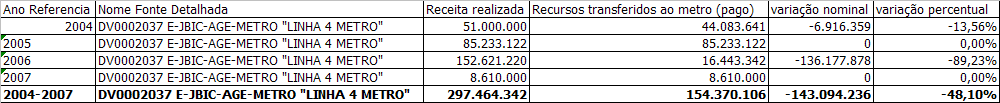 Ano Referencia Nome Fonte Detalhada Receita realizada Recursos transferidos ao metro (pago) variação nominal variação percentual
2004 DV0002037 E-JBIC-AGE-METRO "LINHA 4 METRO" 51.000.000 44.083.641 -6.916.359 -13,56%
2005 DV0002037 E-JBIC-AGE-METRO "LINHA 4 METRO" 85.233.122 85.233.122 0 0,00%
2006 DV0002037 E-JBIC-AGE-METRO "LINHA 4 METRO" 152.621.220 16.443.342 -136.177.878 -89,23%
2007 DV0002037 E-JBIC-AGE-METRO "LINHA 4 METRO" 8.610.000 8.610.000 0 0,00%
2004-2007 DV0002037 E-JBIC-AGE-METRO "LINHA 4 METRO" 297.464.342 154.370.106 -143.094.236 -48,10%